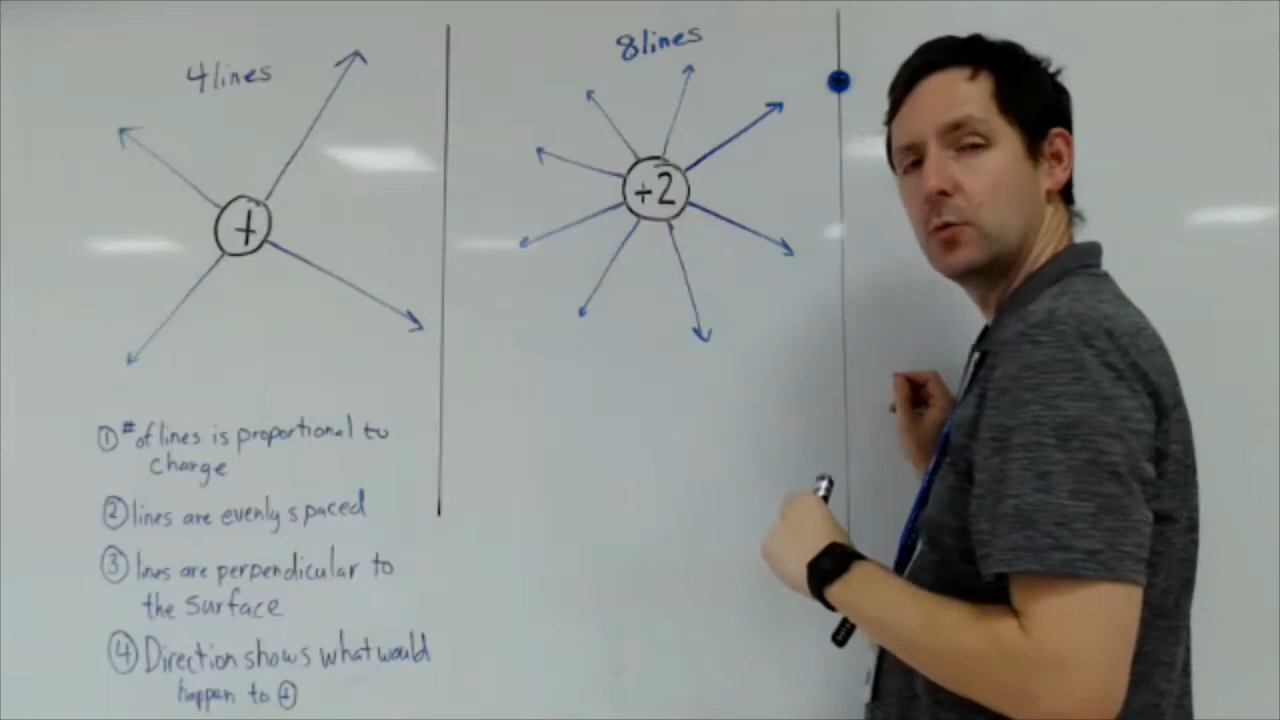 4 lines
+
8 lines
+2
① # of lines is proportional to
charge
② lines are evenly spaced
③ lines are perpendicular to
the surface
④ Direction shows what would
happen to ⊕